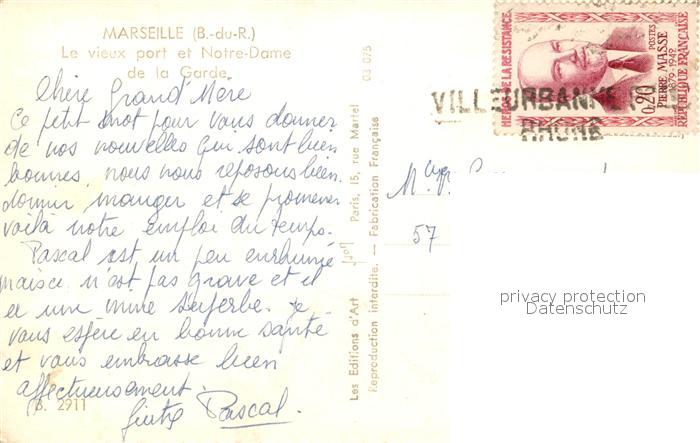 MARSEILLE (B.-du-R.)
Le vieux port et Notre-Dame
de la Garde
Chère Grand'Mère
Ce petit mot pour vous donner
de nos nouvelles qui sont bien
bonnes, nous nous reposons bien.
dormir manger et se promener
voilà notre emploi du temps.
Pascal est un peu enrhumé
mais ce n'est pas grave et il
a une mine superbe. Je
vous espère en bonne santé
et vous embrasse bien
affectueusement.
Pascal.
B. 2911
03 075
Les Editions d'Art Paris, 15, rue Martel
Reproduction interdite. — Fabrication Française
HEROS DE LA RESISTANCE
POSTES
PIERRE MASSE
1879-1942
REPUBLIQUE FRANÇAISE
0,20
VILLEURBANNE
RHONE
57
privacy protection
Datenschutz